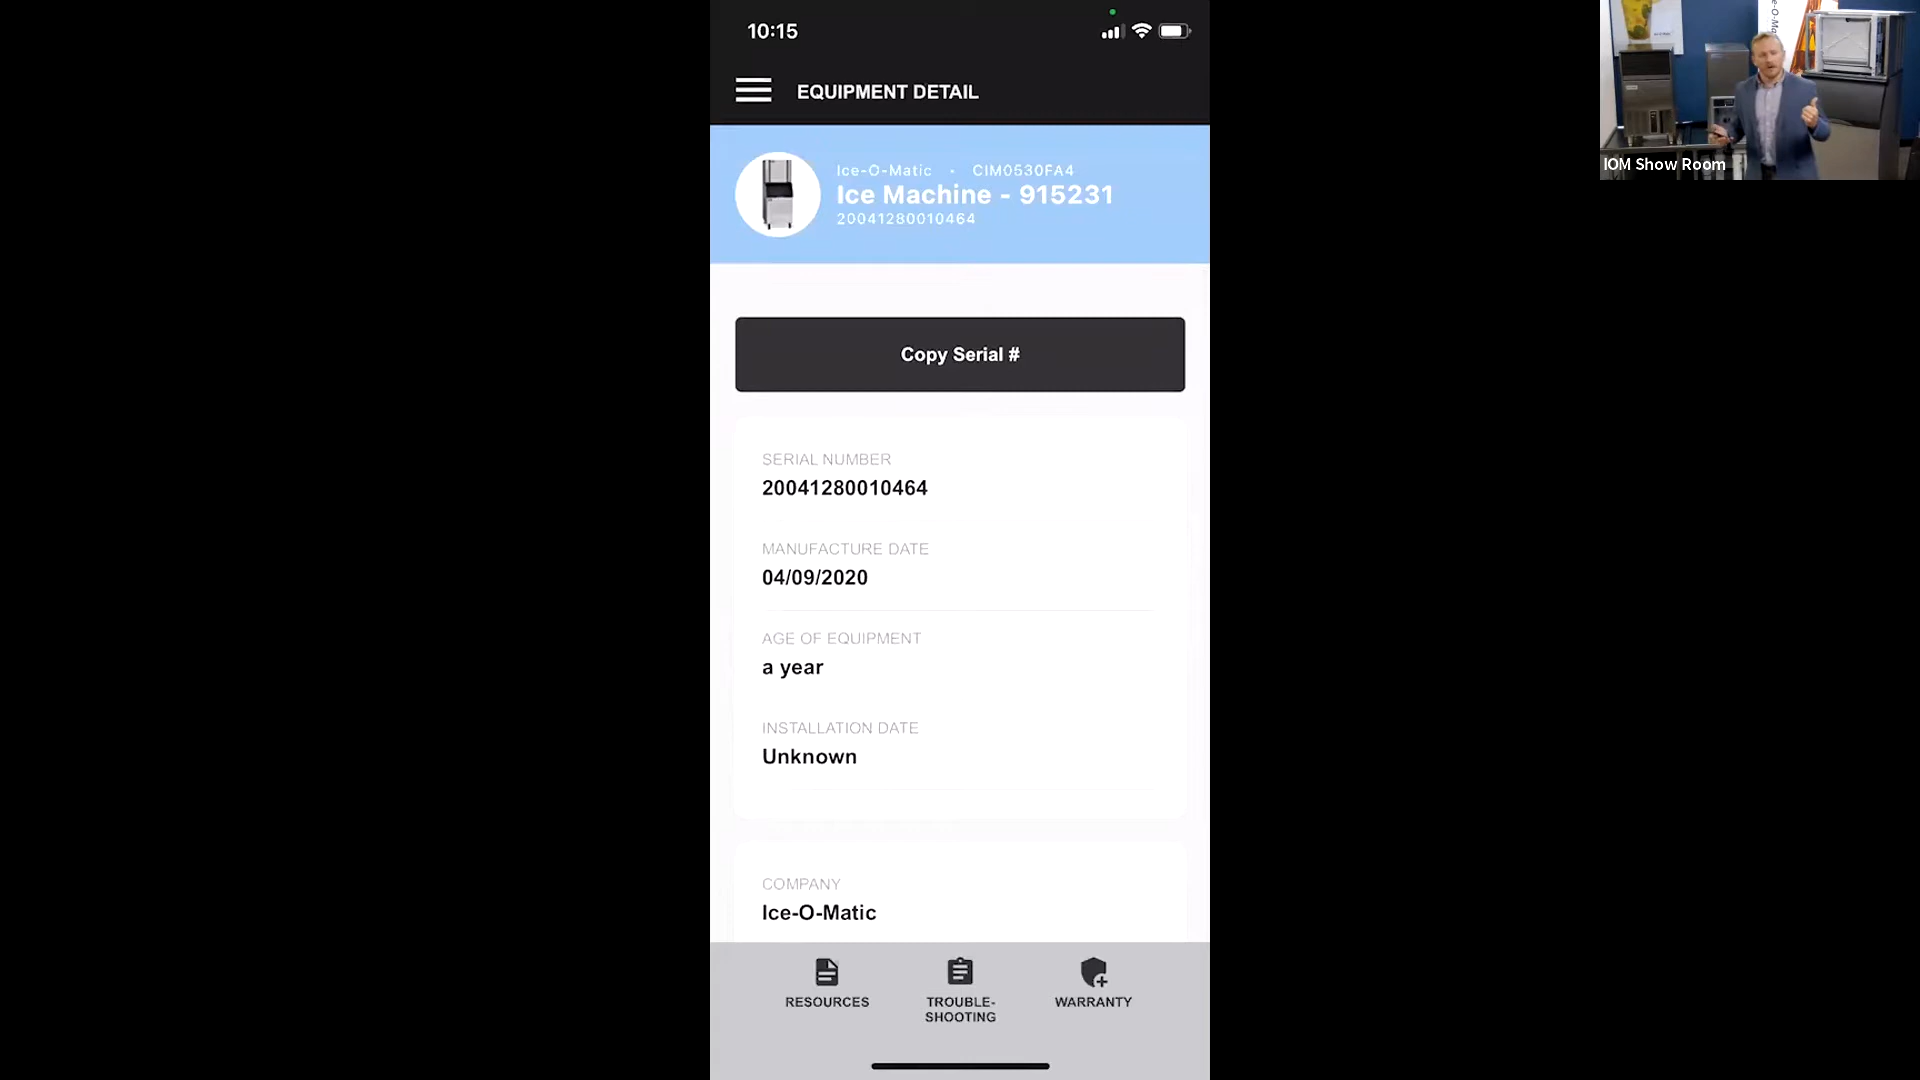 10:15
EQUIPMENT DETAIL
Ice-O-Matic - CIM0530FA4
Ice Machine - 915231
20041280010464
Copy Serial #
SERIAL NUMBER
20041280010464
MANUFACTURE DATE
04/09/2020
AGE OF EQUIPMENT
a year
INSTALLATION DATE
Unknown
COMPANY
Ice-O-Matic
RESOURCES
TROUBLE-
SHOOTING
WARRANTY
IOM Show Room